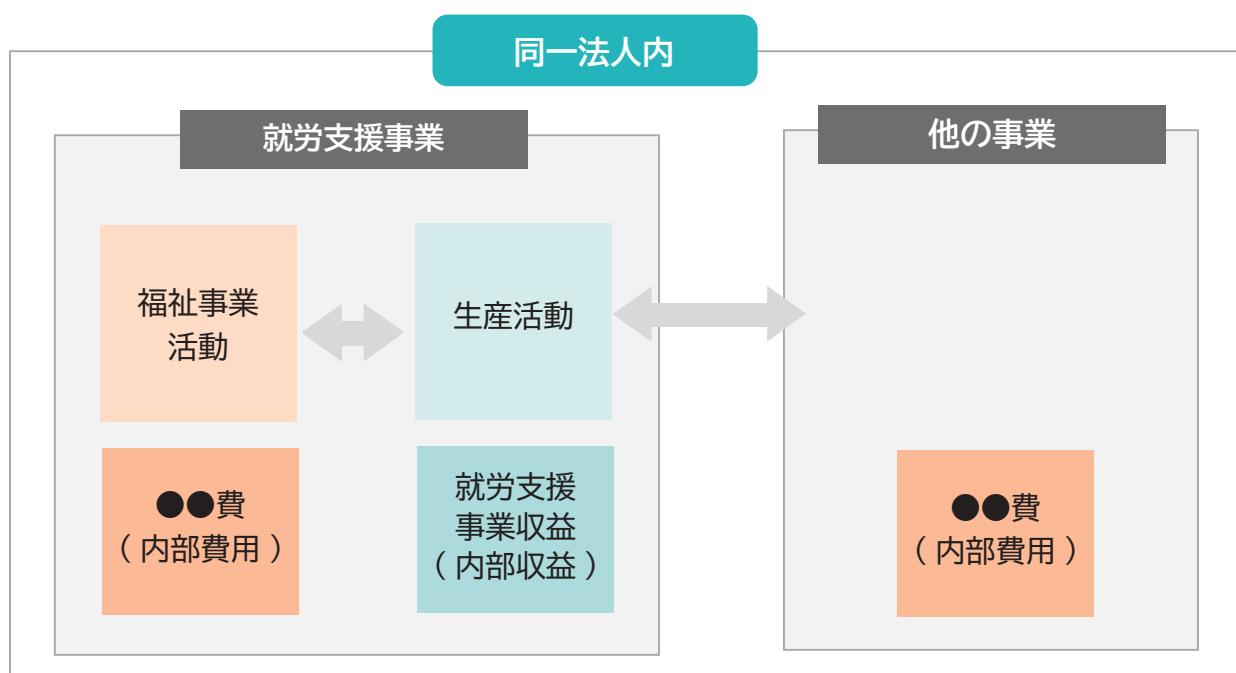 同一法人内
就労支援事業
他の事業
福祉事業
活動
生産活動
●●費
（ 内部費用 ）
就労支援
事業収益
（ 内部収益 ）
●●費
（ 内部費用 ）